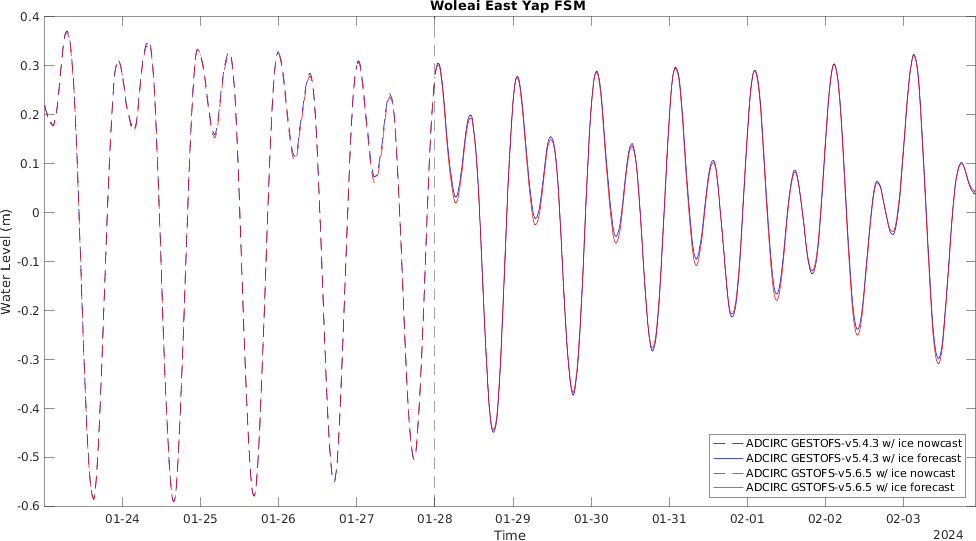 Woleai East Yap FSM
0.4
0.3
0.2
0.1
0
-0.1
-0.2
-0.3
-0.4
-0.5
-0.6
Water Level (m)
01-24 01-25 01-26 01-27 01-28 01-29 01-30 01-31 02-01 02-02 02-03
Time
2024
ADCIRC GESTOFS-v5.4.3 w/ ice nowcast
ADCIRC GESTOFS-v5.4.3 w/ ice forecast
ADCIRC GSTOFS-v5.6.5 w/ ice nowcast
ADCIRC GSTOFS-v5.6.5 w/ ice forecast